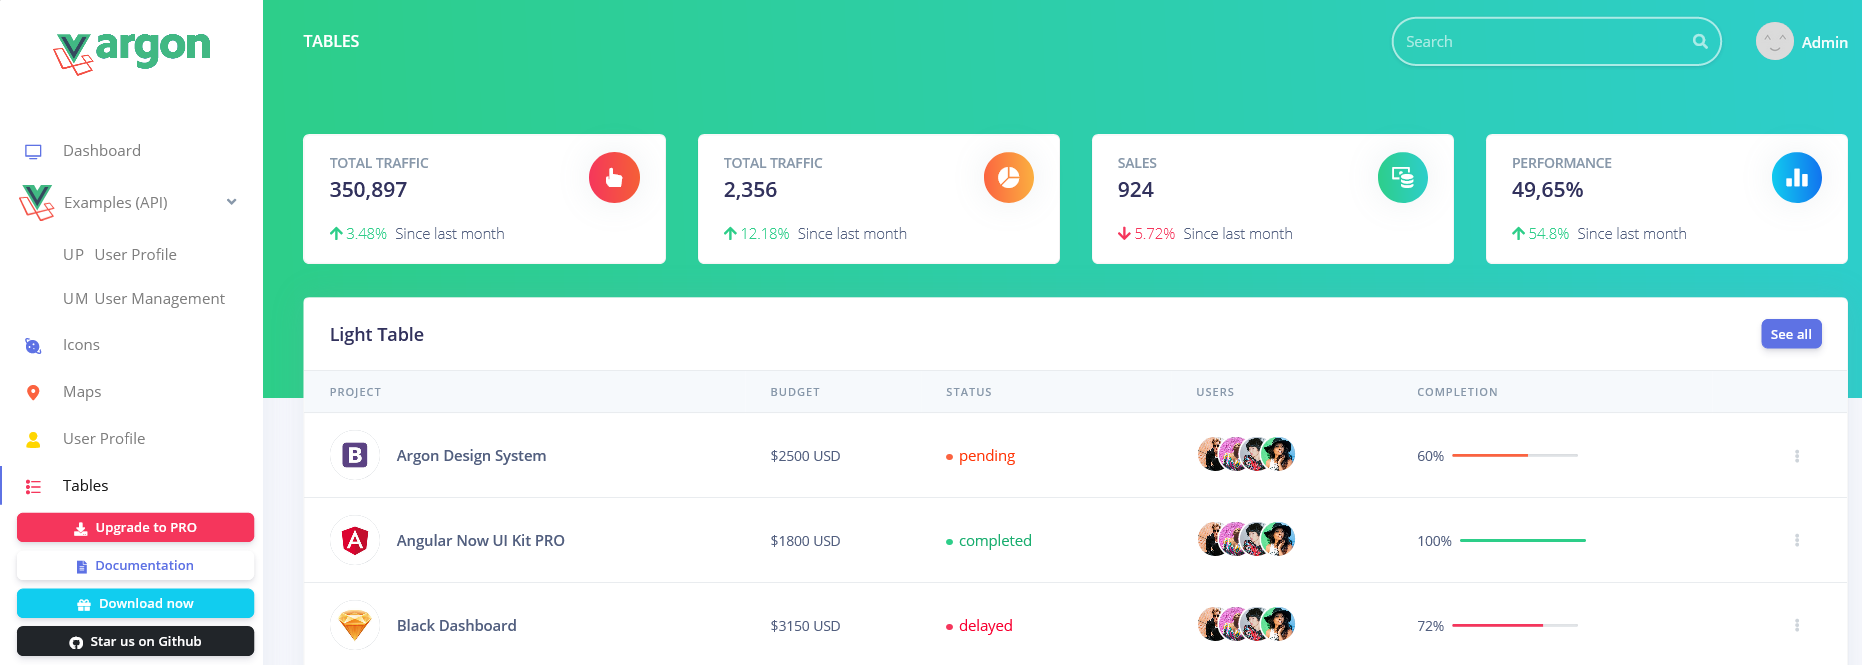 argon
Dashboard
Examples (API)
UP User Profile
UM User Management
Icons
Maps
User Profile
Tables
Upgrade to PRO
Documentation
Download now
Star us on Github
TABLES
Search
Admin
TOTAL TRAFFIC
350,897
3.48% Since last month
TOTAL TRAFFIC
2,356
12.18% Since last month
SALES
924
5.72% Since last month
PERFORMANCE
49,65%
54.8% Since last month
Light Table
See all
PROJECT BUDGET STATUS USERS COMPLETION
B Argon Design System $2500 USD pending 60%
A Angular Now UI Kit PRO $1800 USD completed 100%
Black Dashboard $3150 USD delayed 72%